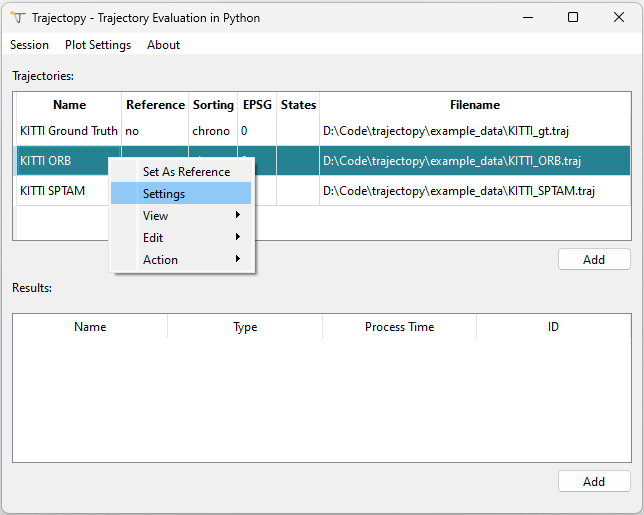 Trajectopy - Trajectory Evaluation in Python
Session Plot Settings About
Trajectories:
Name Reference Sorting EPSG States Filename
KITTI Ground Truth no chrono 0 D:\Code\trajectopy\example_data\KITTI_gt.traj
KITTI ORB D:\Code\trajectopy\example_data\KITTI_ORB.traj
Set As Reference
KITTI SPTAM D:\Code\trajectopy\example_data\KITTI_SPTAM.traj
Settings
View
Edit
Action
Add
Results:
Name Type Process Time ID
Add